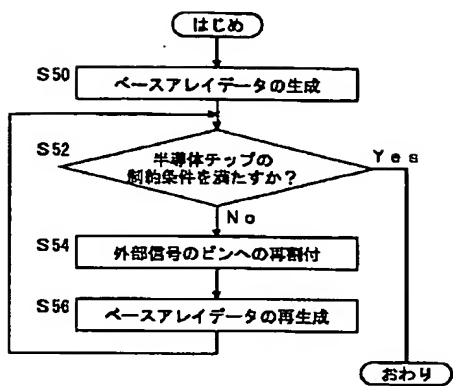 はじめ
S50
ベースアレイデータの生成
S52
半導体チップの
制約条件を満たすか?
Yes
No
S54
外部信号のピンへの再割付
S56
ベースアレイデータの再生成
おわり